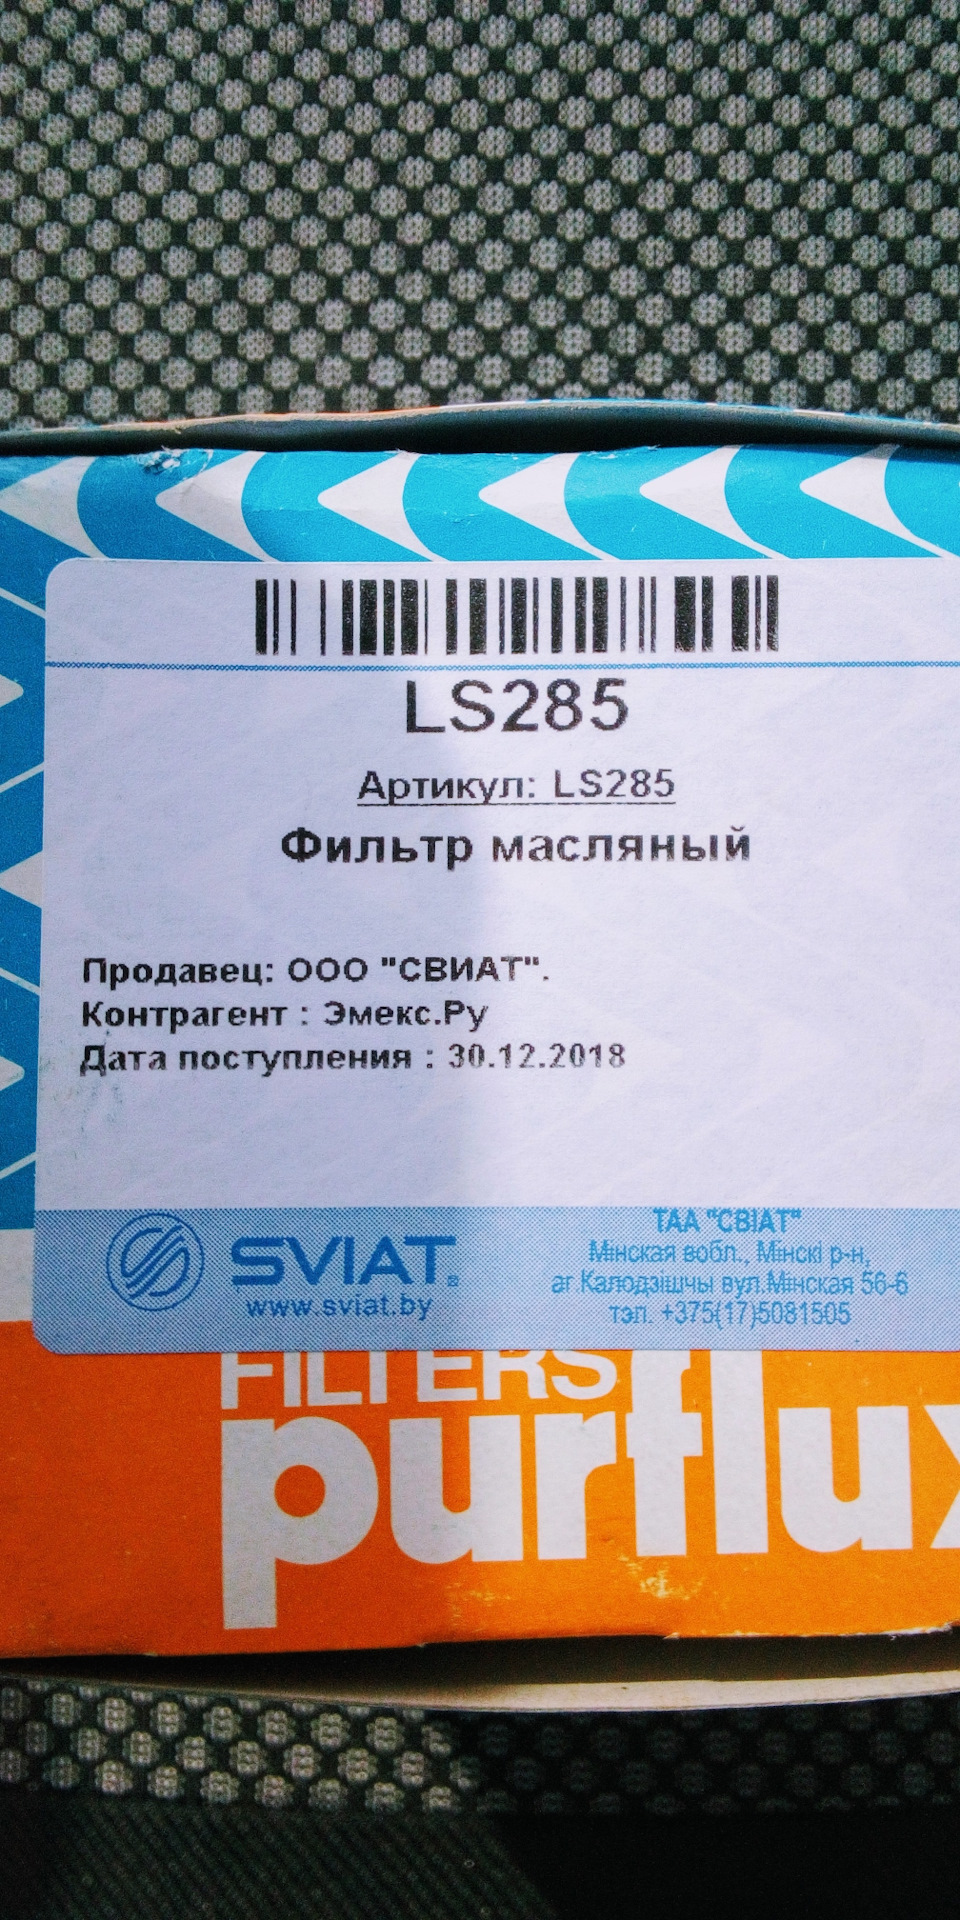 LS285
Артикул: LS285
Фильтр масляный
Продавец: ООО "СВИАТ".
Контрагент : Эмекс.Ру
Дата поступления : 30.12.2018
SVIAT®
www.sviat.by
ТАА "СВІАТ"
Мінская вобл., Мінскі р-н,
аг.Калодзішчы вул.Мінская 56-6
тэл. +375(17)5081505
FILTERS
purflux